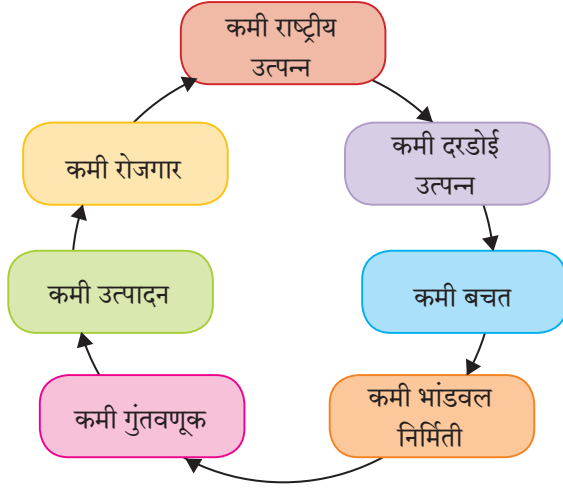 कमी राष्ट्रीय
उत्पन्न
कमी दरडोई
उत्पन्न
कमी बचत
कमी भांडवल
निर्मिती
कमी गुंतवणूक
कमी उत्पादन
कमी रोजगार